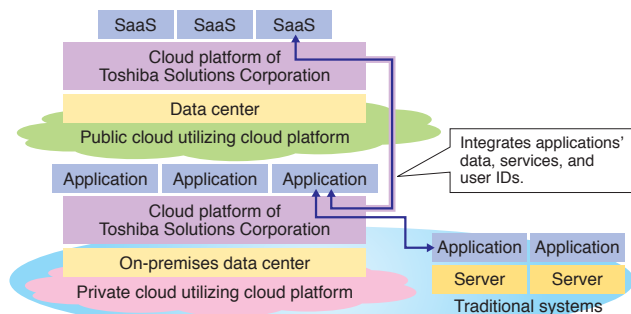 SaaS SaaS SaaS
Cloud platform of
Toshiba Solutions Corporation
Data center
Public cloud utilizing cloud platform
Integrates applications’
data, services, and
user IDs.
Application Application Application
Cloud platform of
Toshiba Solutions Corporation
On-premises data center
Private cloud utilizing cloud platform
Application Application
Server Server
Traditional systems